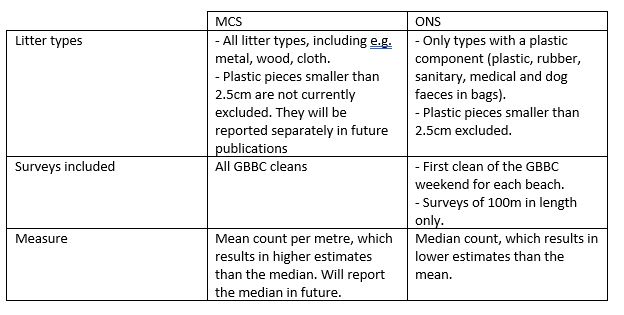 MCS
ONS
Litter types
- All litter types, including e.g.
metal, wood, cloth.
- Plastic pieces smaller than
2.5cm are not currently
excluded. They will be
reported separately in future
publications
- Only types with a plastic
component (plastic, rubber,
sanitary, medical and dog
faeces in bags).
- Plastic pieces smaller than
2.5cm excluded.
Surveys included
All GBBC cleans
- First clean of the GBBC
weekend for each beach.
- Surveys of 100m in length
only.
Measure
Mean count per metre, which
results in higher estimates
than the median. Will report
the median in future.
Median count, which results in
lower estimates than the
mean.